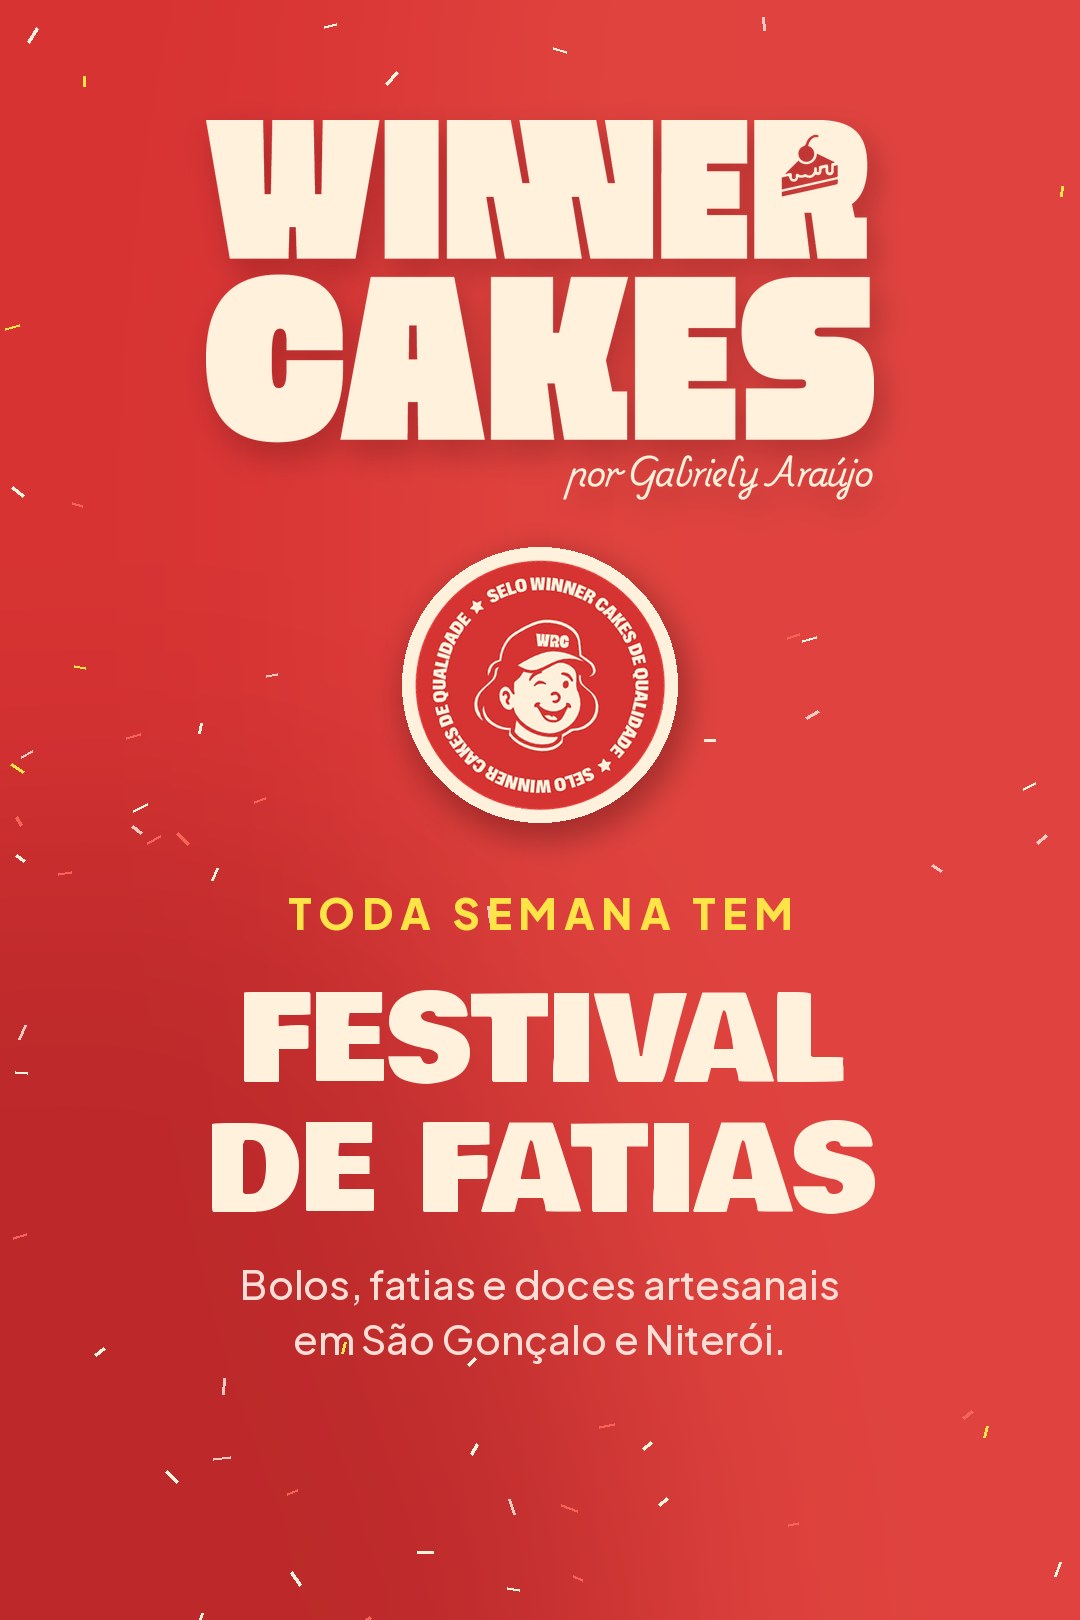 WINNER
CAKES
por Gabriely Araújo
★ SELO WINNER CAKES DE QUALIDADE
★ SELO WINNER CAKES DE QUALIDADE
WRC
TODA SEMANA TEM
FESTIVAL
DE FATIAS
Bolos, fatias e doces artesanais
em São Gonçalo e Niterói.